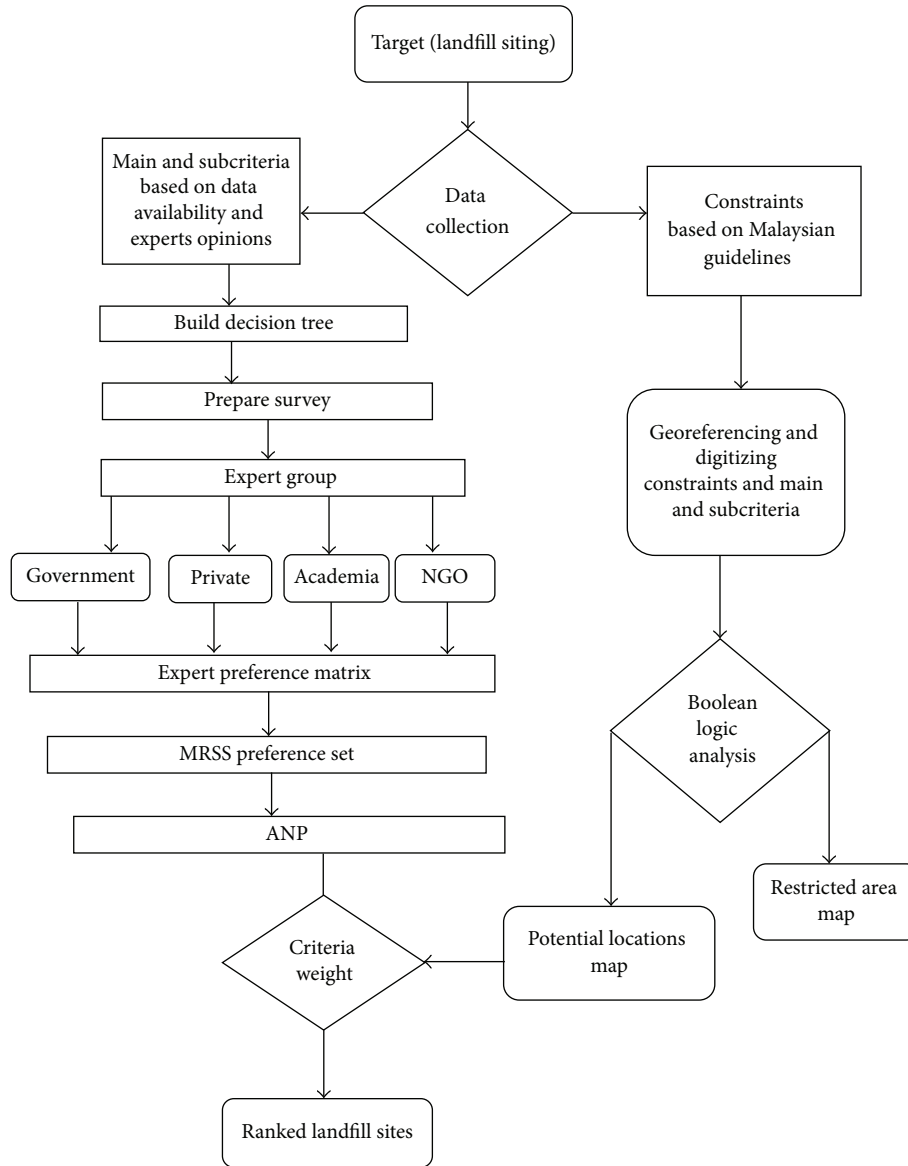 Target (landfill siting)
Main and subcriteria
based on data
availability and
experts opinions
Data
collection
Constraints
based on Malaysian
guidelines
Build decision tree
Prepare survey
Expert group
Government
Private
Academia
NGO
Georeferencing and
digitizing
constraints and main
and subcriteria
Expert preference matrix
MRSS preference set
ANP
Boolean
logic
analysis
Criteria
weight
Potential locations
map
Restricted area
map
Ranked landfill sites